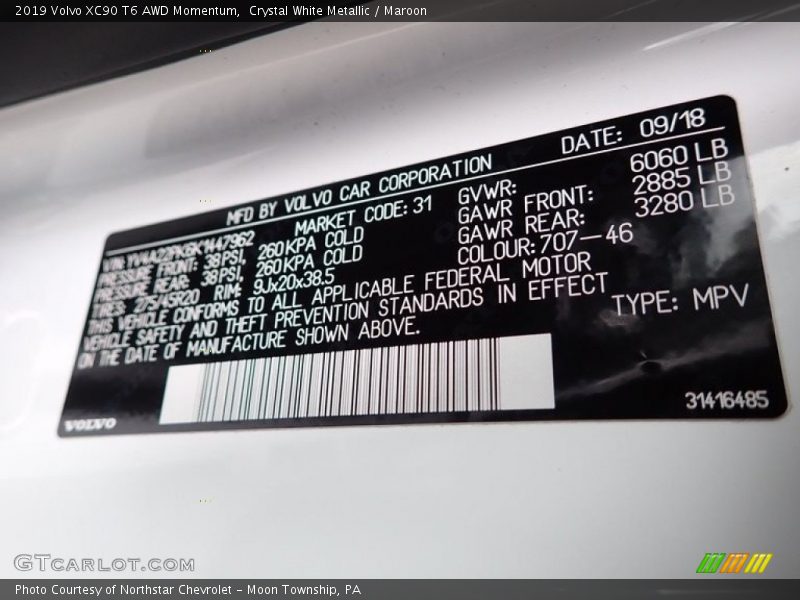 2019 Volvo XC90 T6 AWD Momentum, Crystal White Metallic / Maroon
MFD BY VOLVO CAR CORPORATION DATE: 09/18
VIN: YV4A22PK6K1447962 MARKET CODE: 31 GVWR: 6060 LB
PRESSURE FRONT: 38PSI, 260KPA COLD GAWR FRONT: 2885 LB
PRESSURE REAR: 38PSI, 260KPA COLD GAWR REAR: 3280 LB
TIRES: 275/45R20 RIM: 9Jx20x38.5 COLOUR: 707-46
THIS VEHICLE CONFORMS TO ALL APPLICABLE FEDERAL MOTOR
VEHICLE SAFETY AND THEFT PREVENTION STANDARDS IN EFFECT
ON THE DATE OF MANUFACTURE SHOWN ABOVE. TYPE: MPV
31416485
VOLVO
GTCARLOT.COM
Photo Courtesy of Northstar Chevrolet - Moon Township, PA